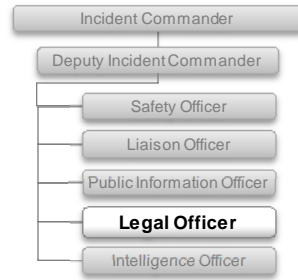 Incident Commander
Deputy Incident Commander
Safety Officer
Liaison Officer
Public Information Officer
Legal Officer
Intelligence Officer